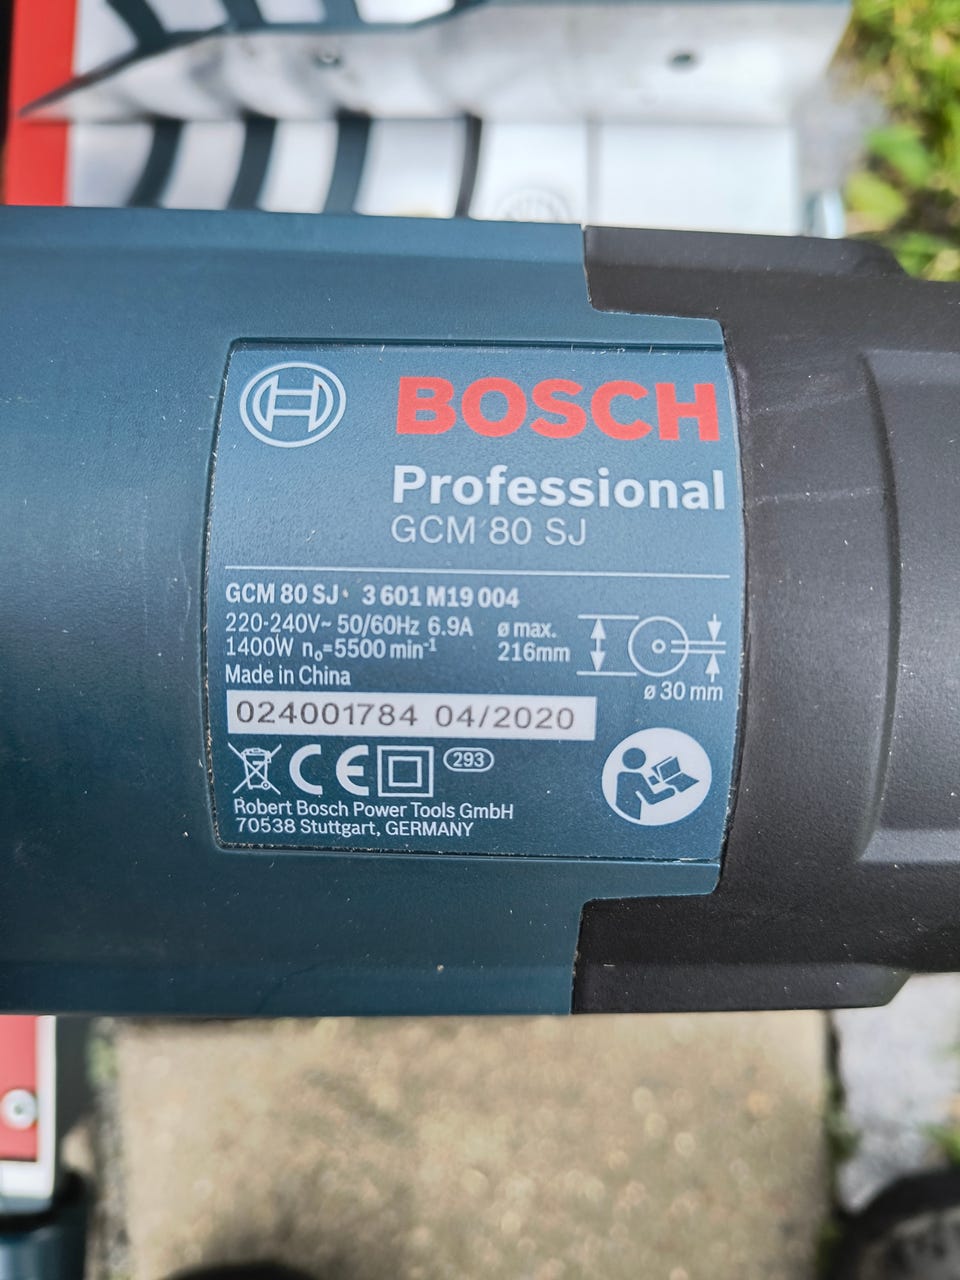 BOSCH
Professional
GCM 80 SJ
GCM 80 SJ · 3 601 M19 004
220-240V~ 50/60Hz 6.9A
1400W n₀=5500 min⁻¹
ø max.
216mm
ø 30 mm
Made in China
024001784 04/2020
CE
293
Robert Bosch Power Tools GmbH
70538 Stuttgart, GERMANY